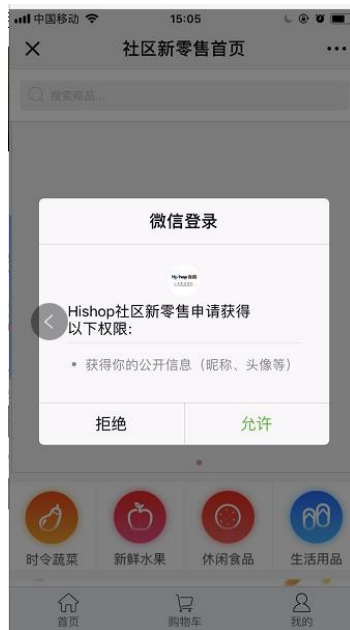 中国移动
15:05
社区新零售首页
搜索商品...
微信登录
Hishop社区新零售申请获得
以下权限:
• 获得你的公开信息（昵称、头像等）
拒绝
允许
时令蔬菜
新鲜水果
休闲食品
生活用品
首页
购物车
我的